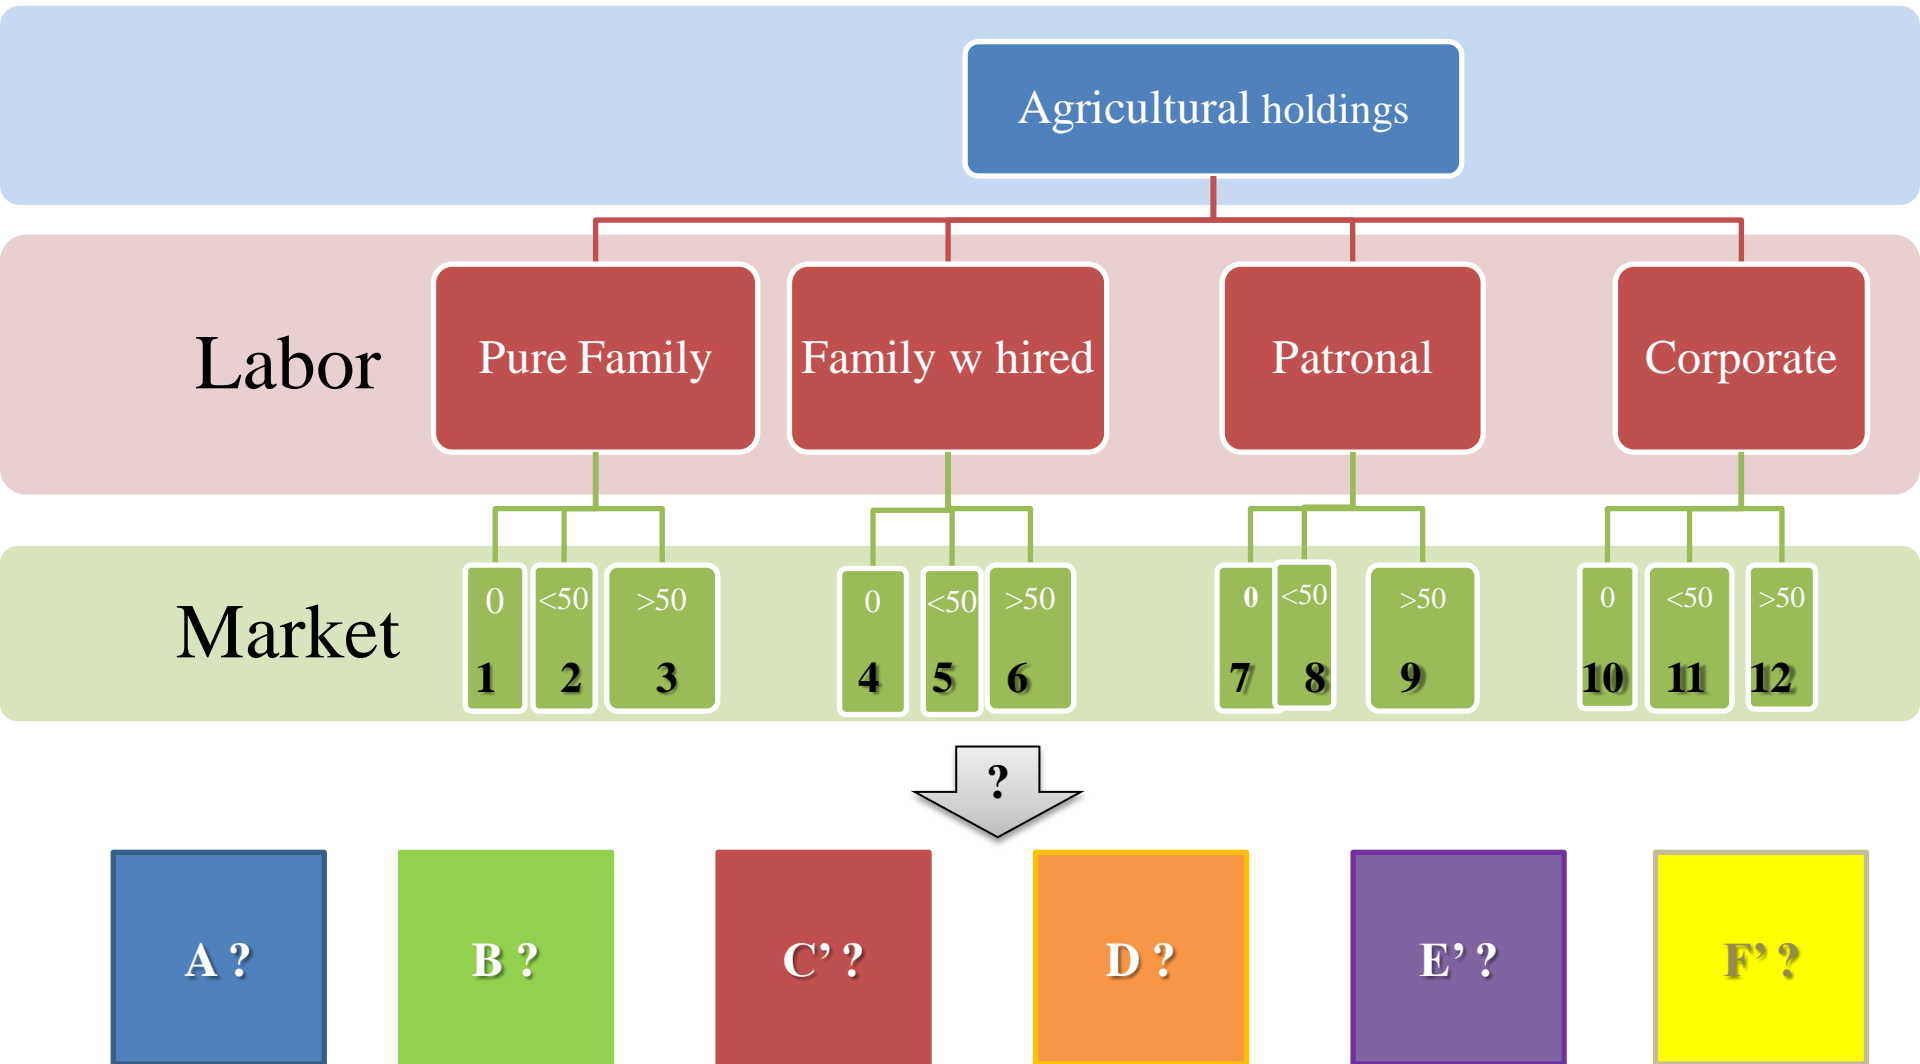 Agricultural holdings
Labor
Pure Family
Family w hired
Patronal
Corporate
Market
0
<50
>50
0
<50
>50
0
<50
>50
0
<50
>50
1
2
3
4
5
6
7
8
9
10
11
12
?
A ?
B ?
C’ ?
D ?
E’ ?
F’ ?